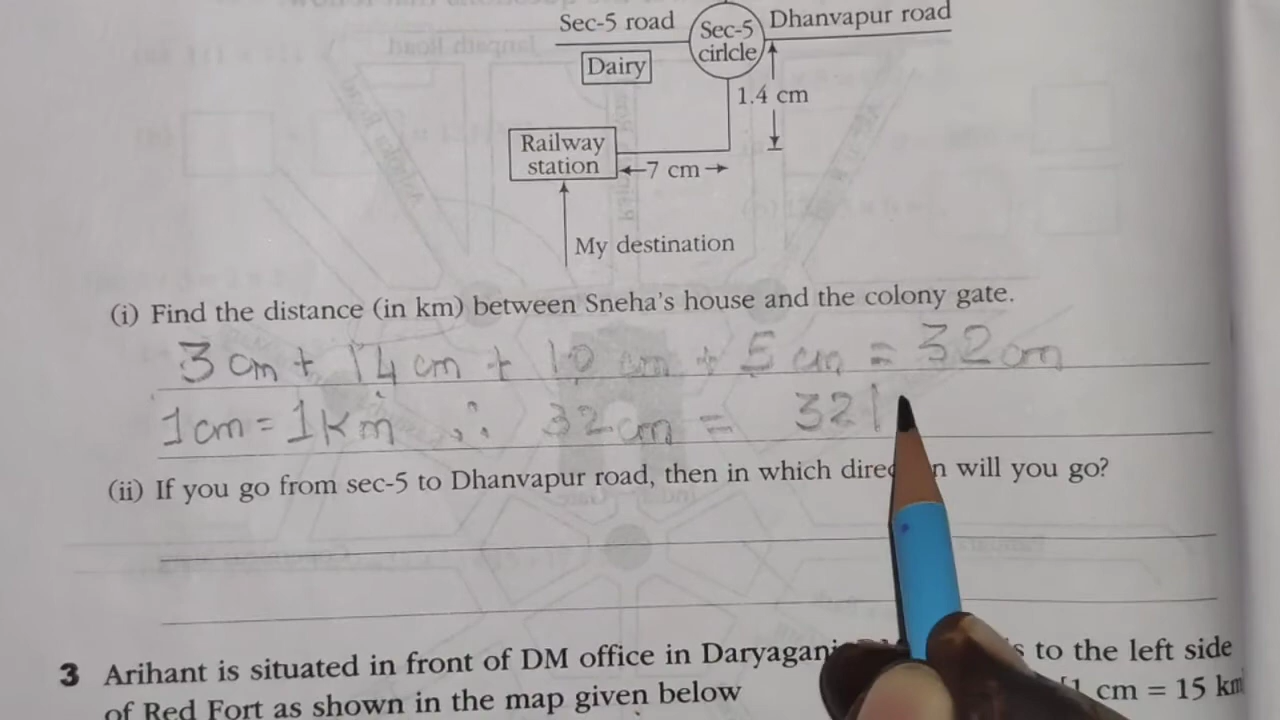 Sec-5 road
Sec-5
cirlcle
Dhanvapur road
Dairy
1.4 cm
Railway
station
7 cm
My destination
(i) Find the distance (in km) between Sneha's house and the colony gate.
3 cm + 14 cm + 10 cm + 5 cm = 32 cm
1 cm = 1 Km ∴ 32 cm = 32
(ii) If you go from sec-5 to Dhanvapur road, then in which will you go?
3 Arihant is situated in front of DM office in to the left side
of Red Fort as shown in the map given below cm = 15 km